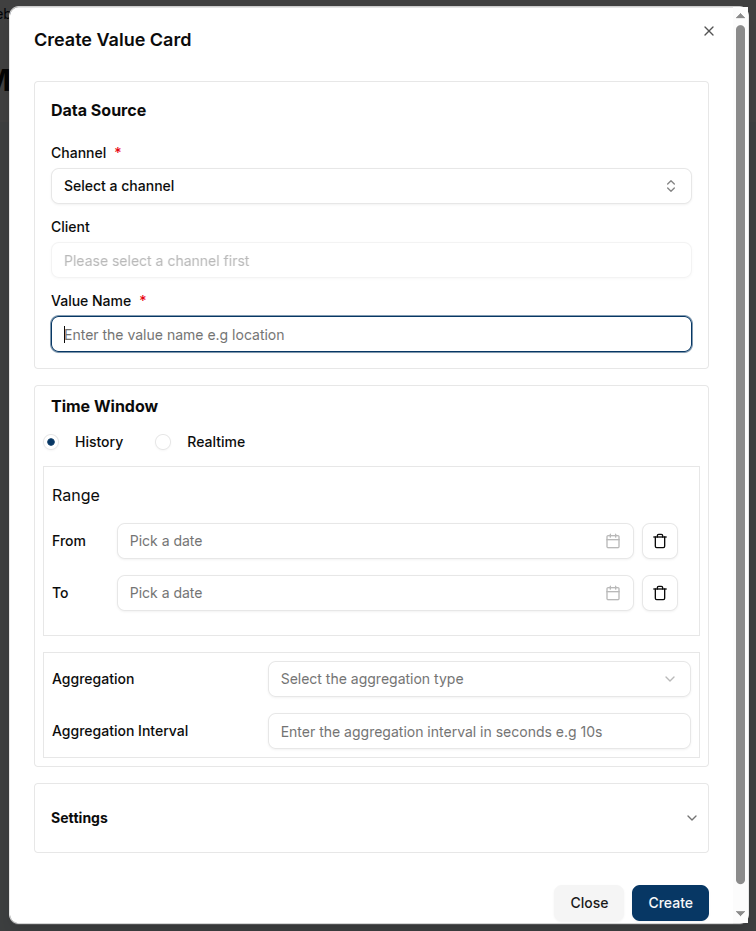 Create Value Card
Data Source
Channel *
Select a channel
Client
Please select a channel first
Value Name *
Enter the value name e.g location
Time Window
History Realtime
Range
From Pick a date
To Pick a date
Aggregation Select the aggregation type
Aggregation Interval Enter the aggregation interval in seconds e.g 10s
Settings
Close Create